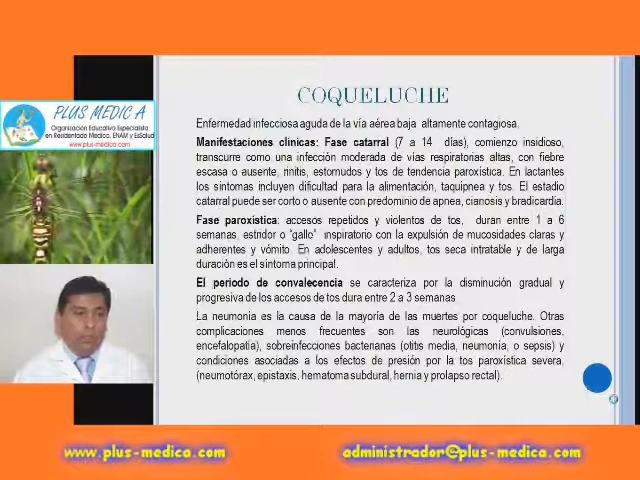 COQUELUCHE
PLUS MEDIC A
Organización Educativa Especialista
en Residentado Medico, ENAM y EsSalud
www.plus-medica.com
Enfermedad infecciosa aguda de la vía aérea baja altamente contagiosa.
Manifestaciones clinicas: Fase catarral (7 a 14 días), comienzo insidioso,
transcurre como una infección moderada de vías respiratorias altas, con fiebre
escasa o ausente, rinitis, estornudos y tos de tendencia paroxística. En lactantes
los síntomas incluyen dificultad para la alimentación, taquipnea y tos. El estadio
catarral puede ser corto o ausente con predominio de apnea, cianosis y bradicardia.
Fase paroxística: accesos repetidos y violentos de tos, duran entre 1 a 6
semanas, estridor o "gallo" inspiratorio con la expulsión de mucosidades claras y
adherentes y vómito. En adolescentes y adultos, tos seca intratable y de larga
duración es el síntoma principal.
El periodo de convalecencia se caracteriza por la disminución gradual y
progresiva de los accesos de tos dura entre 2 a 3 semanas
La neumonía es la causa de la mayoría de las muertes por coqueluche. Otras
complicaciones menos frecuentes son las neurológicas (convulsiones,
encefalopatía), sobreinfecciones bacterianas (otitis media, neumonía, o sepsis) y
condiciones asociadas a los efectos de presión por la tos paroxística severa,
(neumotórax, epistaxis, hematoma subdural, hernia y prolapso rectal).
www.plus-medica.com
administrador@plus-medica.com